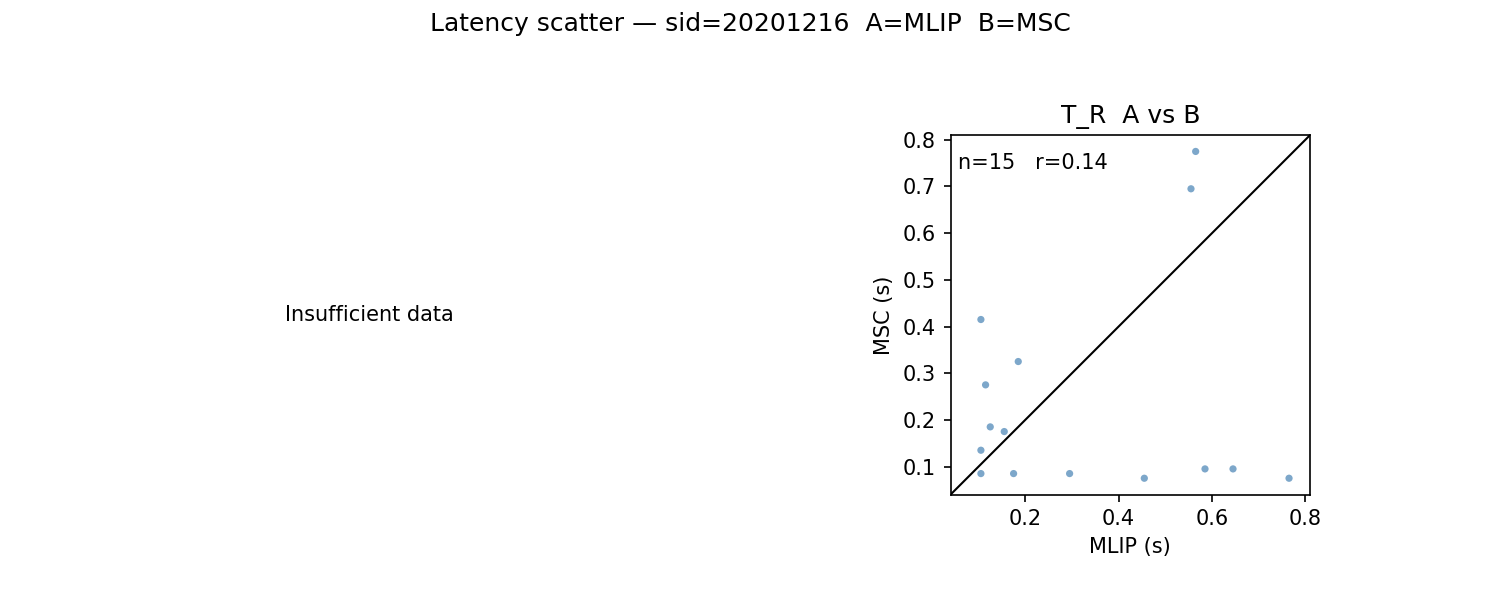 Latency scatter — sid=20201216  A=MLIP  B=MSC
Insufficient data
T_R  A vs B
n=15   r=0.14
0.8
0.7
0.6
0.5
0.4
0.3
0.2
0.1
MSC (s)
0.2 0.4 0.6 0.8
MLIP (s)